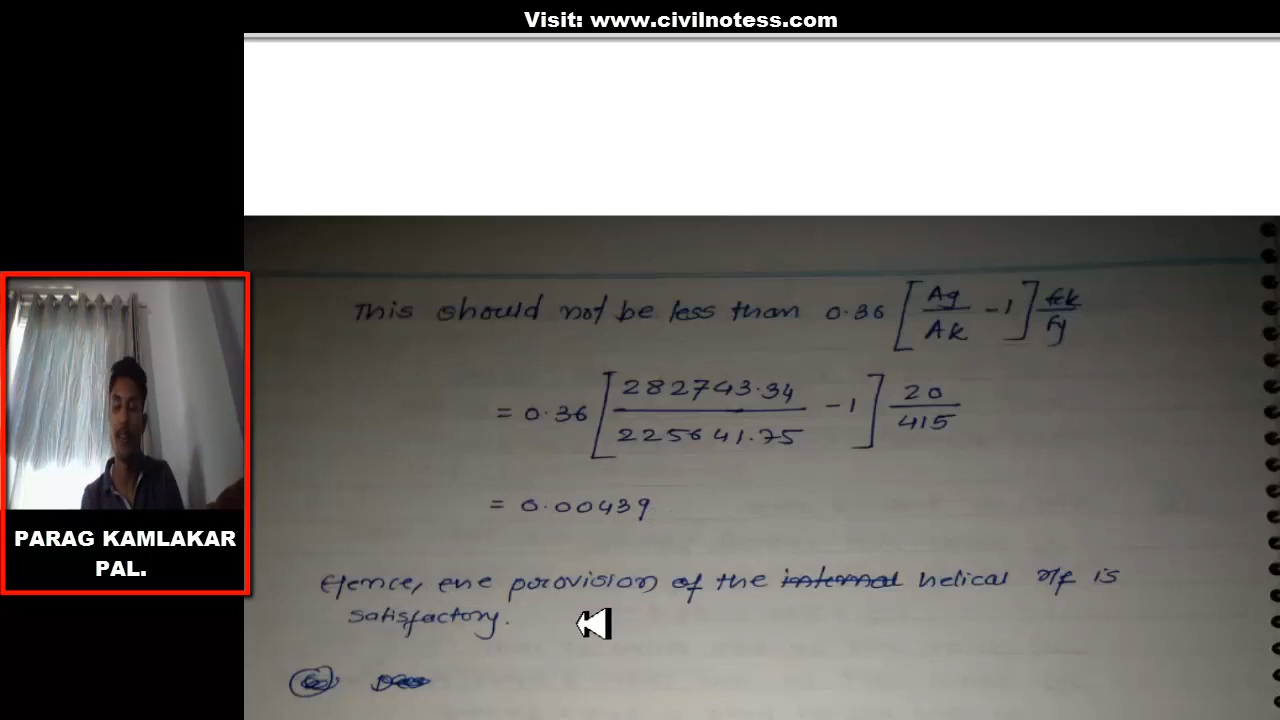 Visit: www.civilnotess.com
This should not be less than 0.36 [Ag/Ak - 1] fck/fy
= 0.36 [282743.34/225641.75 - 1] 20/415
= 0.00439
Hence, the provision of the internal helical r/f is
satisfactory.
PARAG KAMLAKAR
PAL.